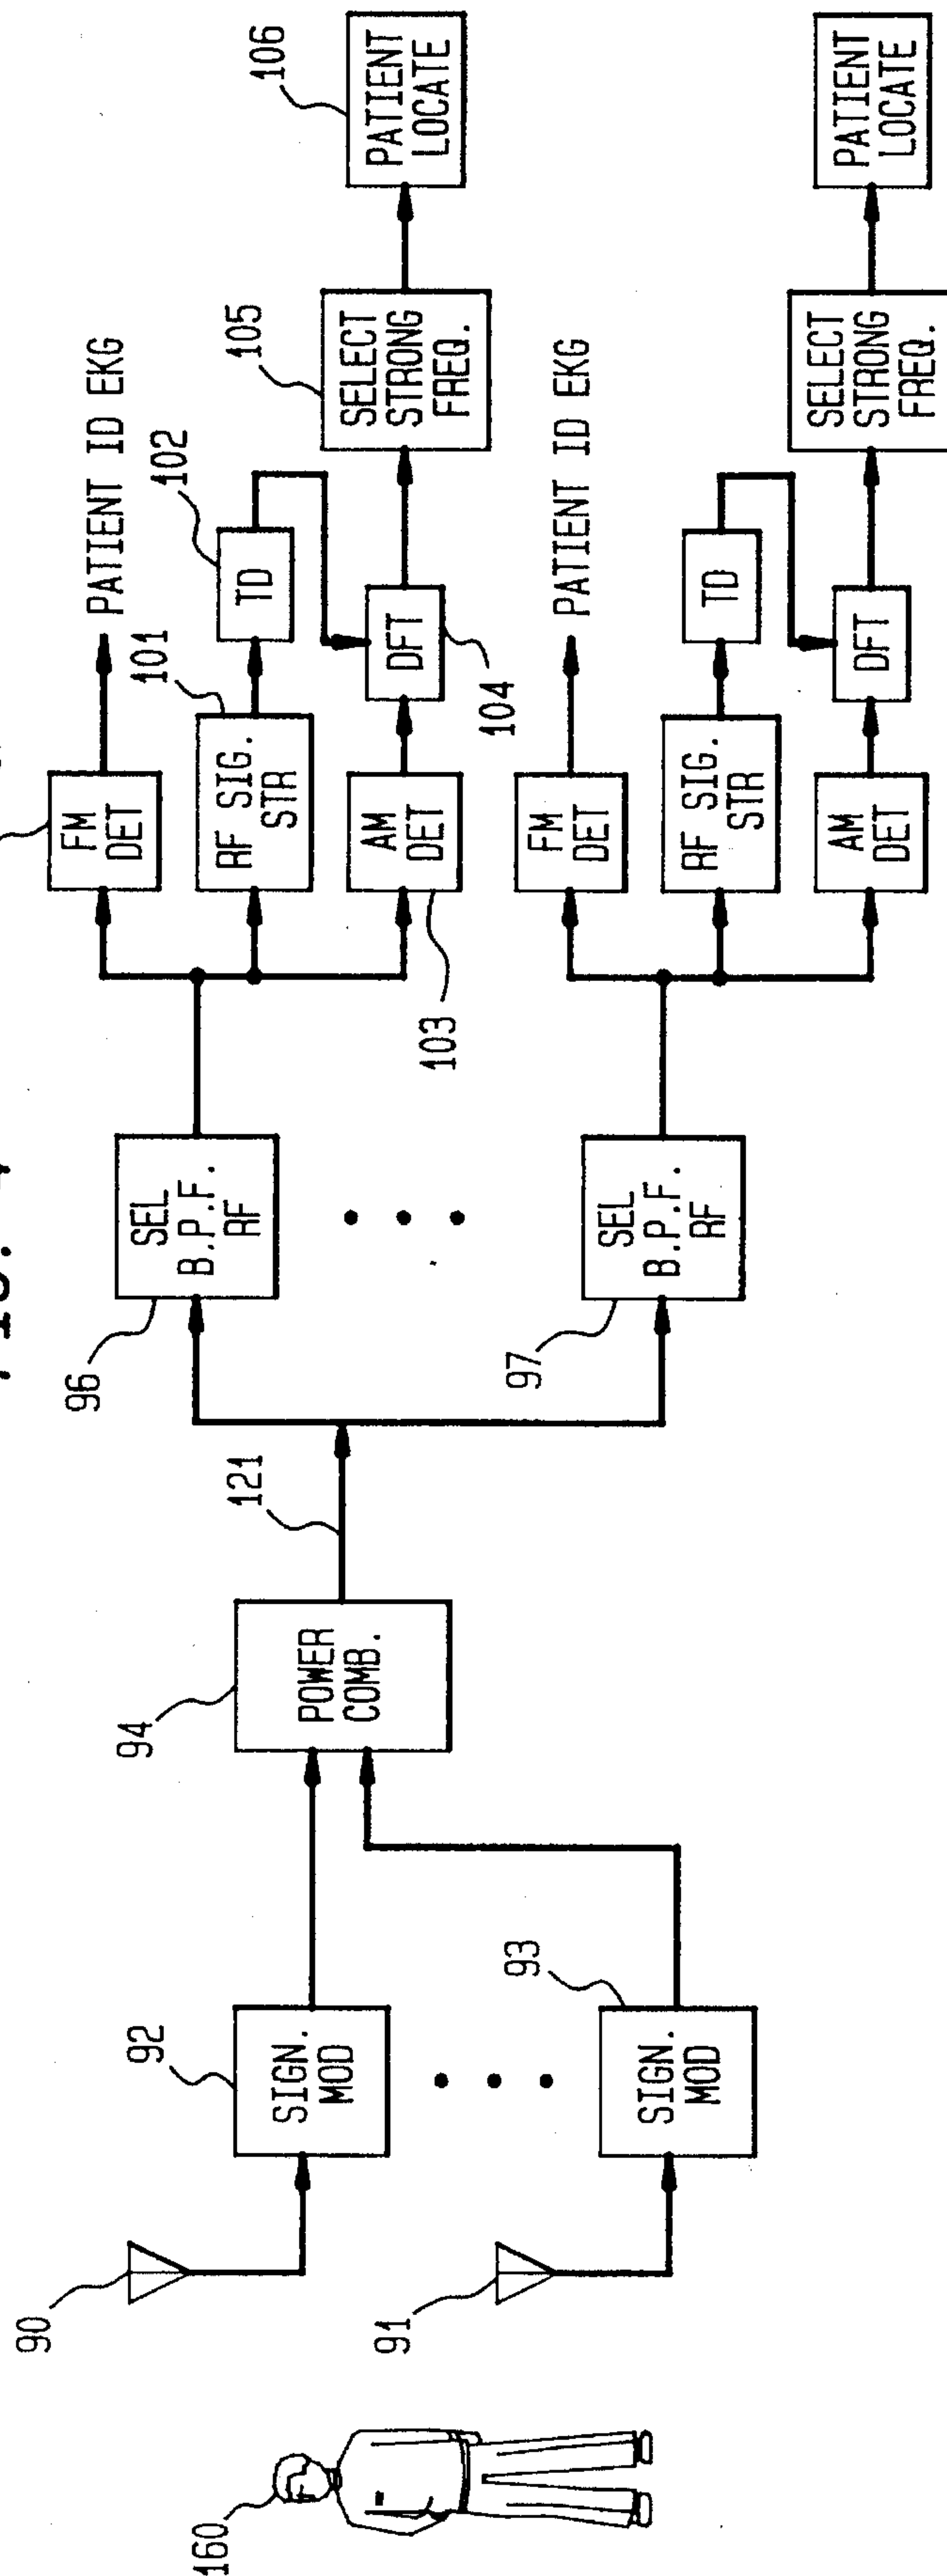 160
90
91
92
SIGN.
MOD
93
SIGN.
MOD
94
POWER
COMB.
121
96
SEL
B.P.F.
RF
97
SEL
B.P.F.
RF
FM
DET
PATIENT ID EKG
101
RF SIG.
STR
102
TD
103
AM
DET
104
DFT
105
SELECT
STRONG
FREQ.
106
PATIENT
LOCATE
FM
DET
PATIENT ID EKG
RF SIG.
STR
TD
AM
DET
DFT
SELECT
STRONG
FREQ.
PATIENT
LOCATE